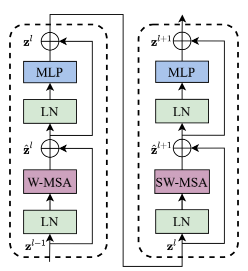 z^l
MLP
LN
ẑ^l
W-MSA
LN
z^{l−1}
z^{l+1}
MLP
LN
ẑ^{l+1}
SW-MSA
LN
z^l